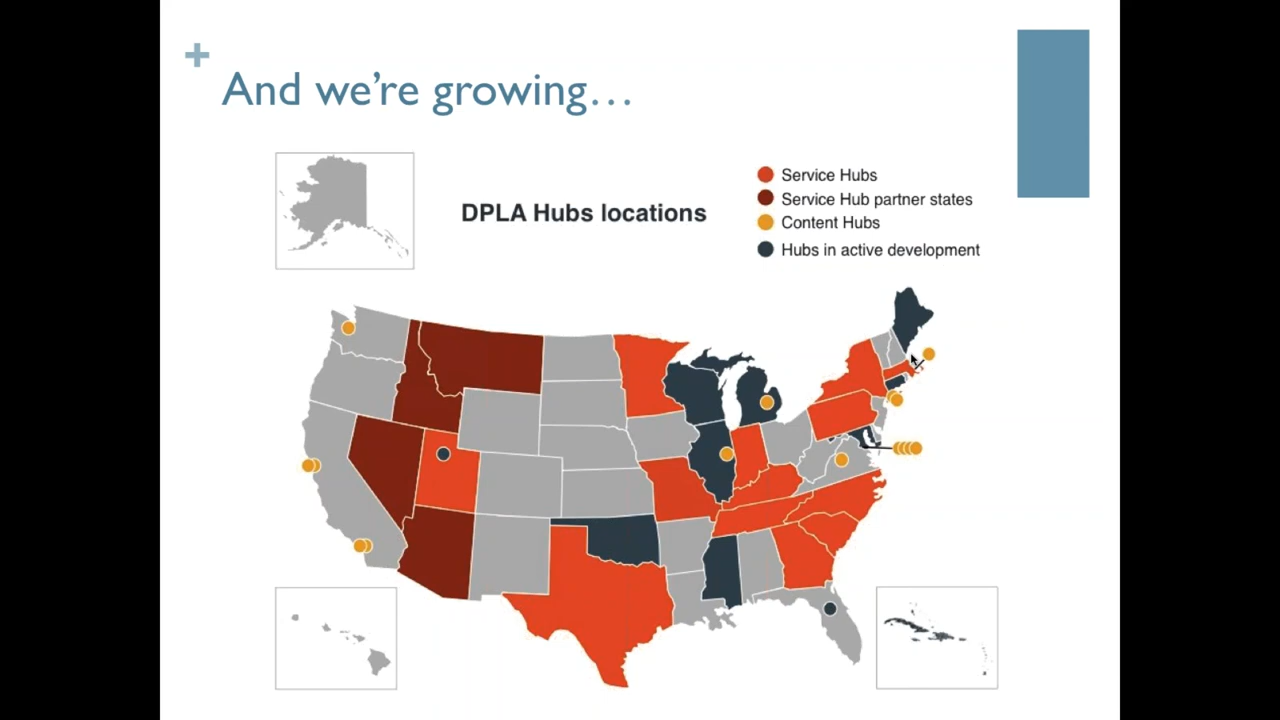 +
And we're growing…
DPLA Hubs locations
Service Hubs
Service Hub partner states
Content Hubs
Hubs in active development